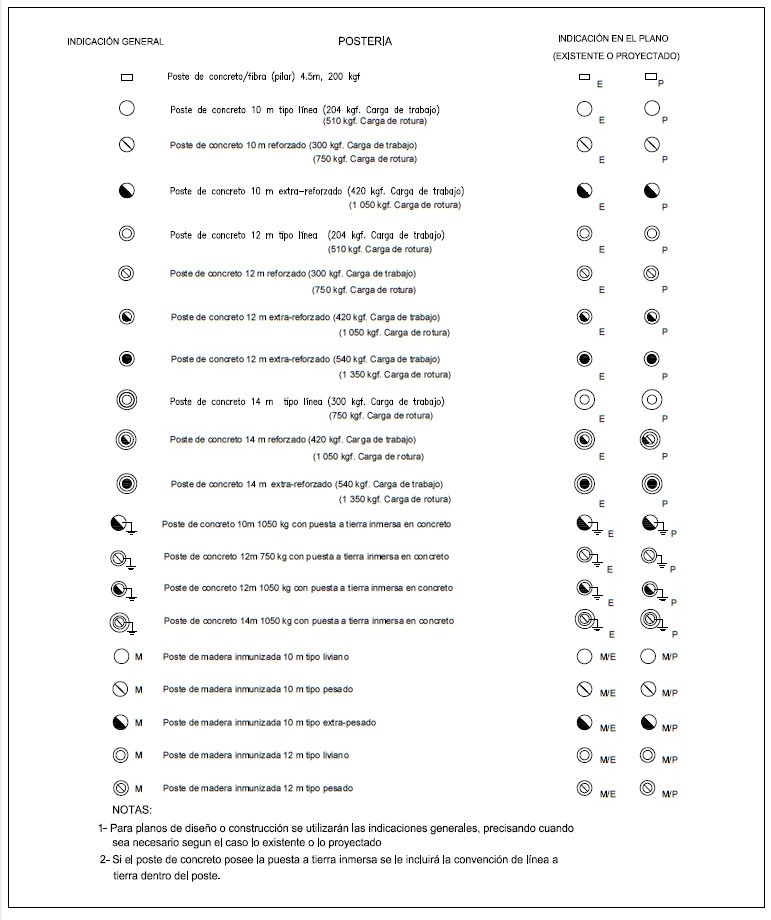 INDICACIÓN GENERAL POSTERÍA INDICACIÓN EN EL PLANO
(EXISTENTE O PROYECTADO)
Poste de concreto/fibra (pilar) 4.5m, 200 kgf E P
Poste de concreto 10 m tipo línea (204 kgf. Carga de trabajo)
(510 kgf. Carga de rotura) E P
Poste de concreto 10 m reforzado (300 kgf. Carga de trabajo)
(750 kgf. Carga de rotura) E P
Poste de concreto 10 m extra-reforzado (420 kgf. Carga de trabajo)
(1 050 kgf. Carga de rotura) E P
Poste de concreto 12 m tipo línea (204 kgf. Carga de trabajo)
(510 kgf. Carga de rotura) E P
Poste de concreto 12 m reforzado (300 kgf. Carga de trabajo)
(750 kgf. Carga de rotura) E P
Poste de concreto 12 m extra-reforzado (420 kgf. Carga de trabajo)
(1 050 kgf. Carga de rotura) E P
Poste de concreto 12 m extra-reforzado (540 kgf. Carga de trabajo)
(1 350 kgf. Carga de rotura) E P
Poste de concreto 14 m tipo línea (300 kgf. Carga de trabajo)
(750 kgf. Carga de rotura) E P
Poste de concreto 14 m reforzado (420 kgf. Carga de trabajo)
(1 050 kgf. Carga de rotura) E P
Poste de concreto 14 m extra-reforzado (540 kgf. Carga de trabajo)
(1 350 kgf. Carga de rotura) E P
Poste de concreto 10m 1050 kg con puesta a tierra inmersa en concreto E P
Poste de concreto 12m 750 kg con puesta a tierra inmersa en concreto E P
Poste de concreto 12m 1050 kg con puesta a tierra inmersa en concreto E P
Poste de concreto 14m 1050 kg con puesta a tierra inmersa en concreto E P
M Poste de madera inmunizada 10 m tipo liviano M/E M/P
M Poste de madera inmunizada 10 m tipo pesado M/E M/P
M Poste de madera inmunizada 10 m tipo extra-pesado M/E M/P
M Poste de madera inmunizada 12 m tipo liviano M/E M/P
M Poste de madera inmunizada 12 m tipo pesado M/E M/P
NOTAS:
1- Para planos de diseño o construcción se utilizarán las indicaciones generales, precisando cuando
sea necesario segun el caso lo existente o lo proyectado
2- Si el poste de concreto posee la puesta a tierra inmersa se le incluirá la convención de línea a
tierra dentro del poste.